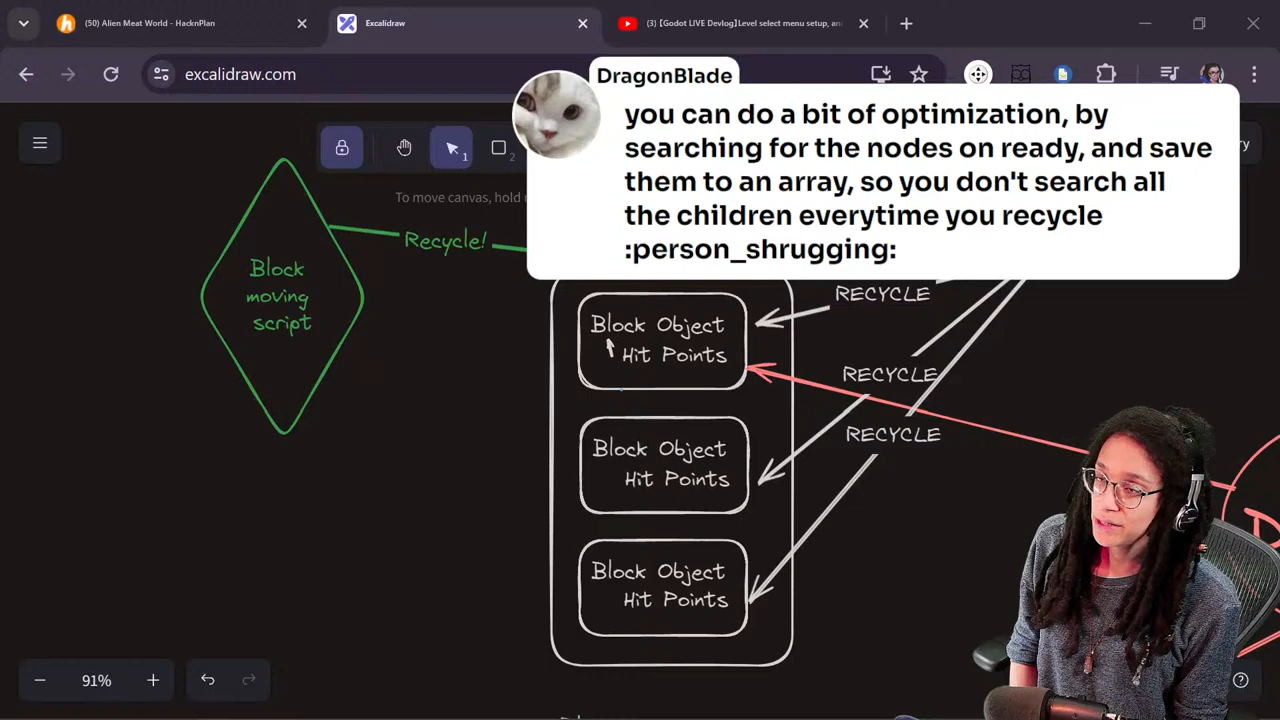 (50) Alien Meat World - HacknPlan
Excalidraw
(3) [Godot LIVE Devlog]Level select menu setup, an
excalidraw.com
DragonBlade
you can do a bit of optimization, by
searching for the nodes on ready, and save
them to an array, so you don't search all
the children everytime you recycle
:person_shrugging:
1
2
ry
To move canvas, hold
Recycle!
Block
moving
script
RECYCLE
Block Object
Hit Points
RECYCLE
RECYCLE
Block Object
Hit Points
Block Object
Hit Points
91%